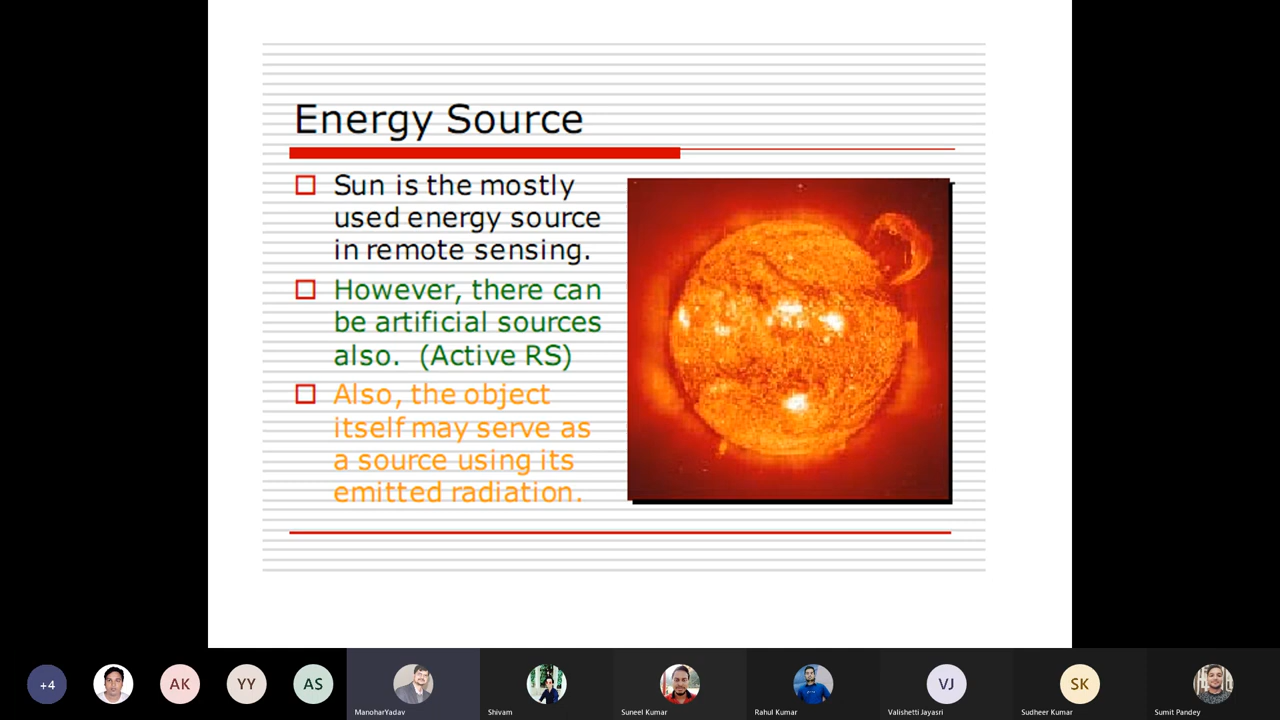 Energy Source
Sun is the mostly
used energy source
in remote sensing.
However, there can
be artificial sources
also. (Active RS)
Also, the object
itself may serve as
a source using its
emitted radiation.
+4
AK
YY
AS
ManoharYadav
Shivam
Suneel Kumar
Rahul Kumar
VJ
Valishetti Jayasri
SK
Sudheer Kumar
Sumit Pandey